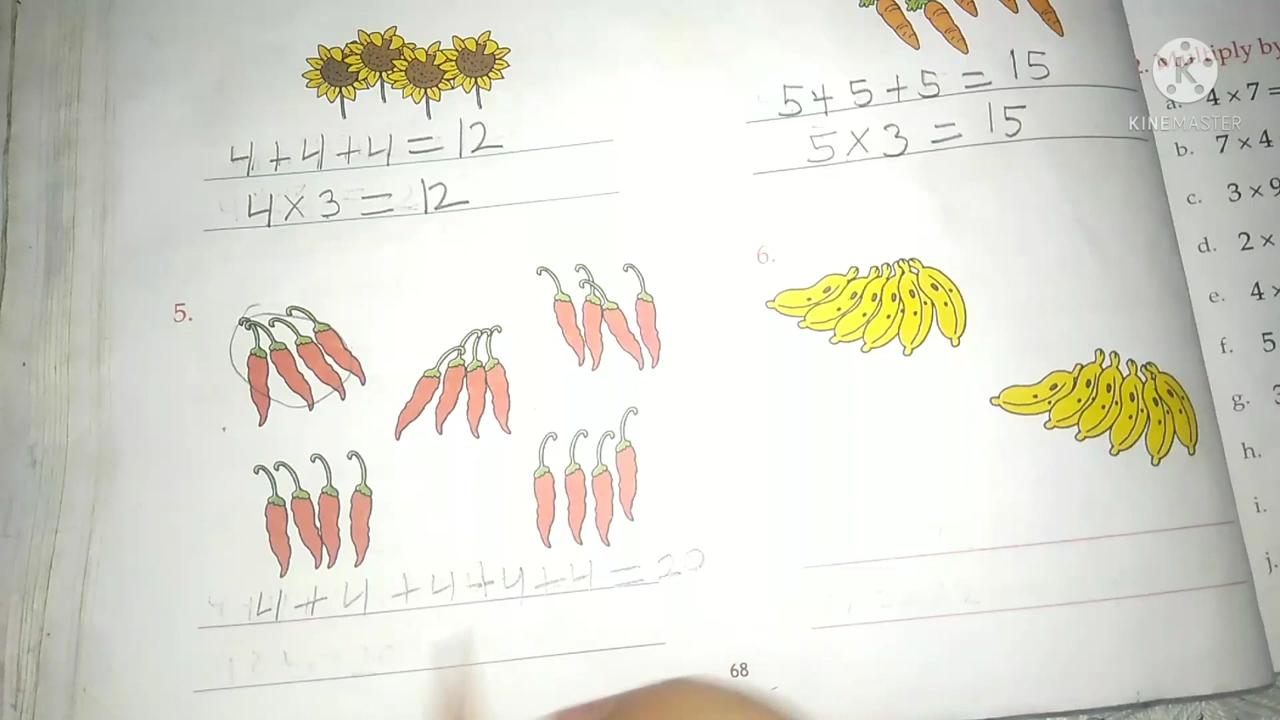 4+4+4=12
4×3=12
5+5+5=15
5×3=15
5.
4+4+4+4+4=20
6.
68
2. Multiply by
a. 4×7=
b. 7×4
c. 3×9
d. 2×
e. 4×
f. 5
g. 3
h.
i.
j.
K
KINEMASTER